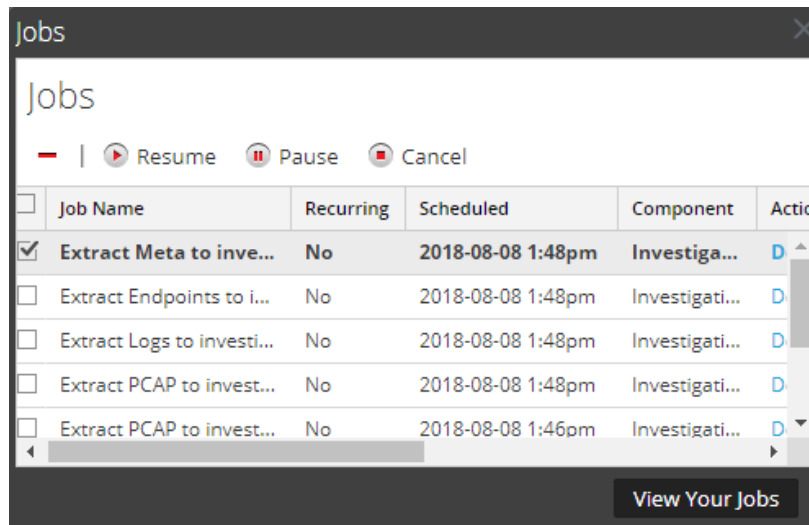 Jobs
Jobs
Resume Pause Cancel
Job Name Recurring Scheduled Component Actio
Extract Meta to inve... No 2018-08-08 1:48pm Investiga... D
Extract Endpoints to i... No 2018-08-08 1:48pm Investigati... D
Extract Logs to investi... No 2018-08-08 1:48pm Investigati... D
Extract PCAP to invest... No 2018-08-08 1:48pm Investigati... D
Extract PCAP to invest... No 2018-08-08 1:46pm Investigati... D
View Your Jobs